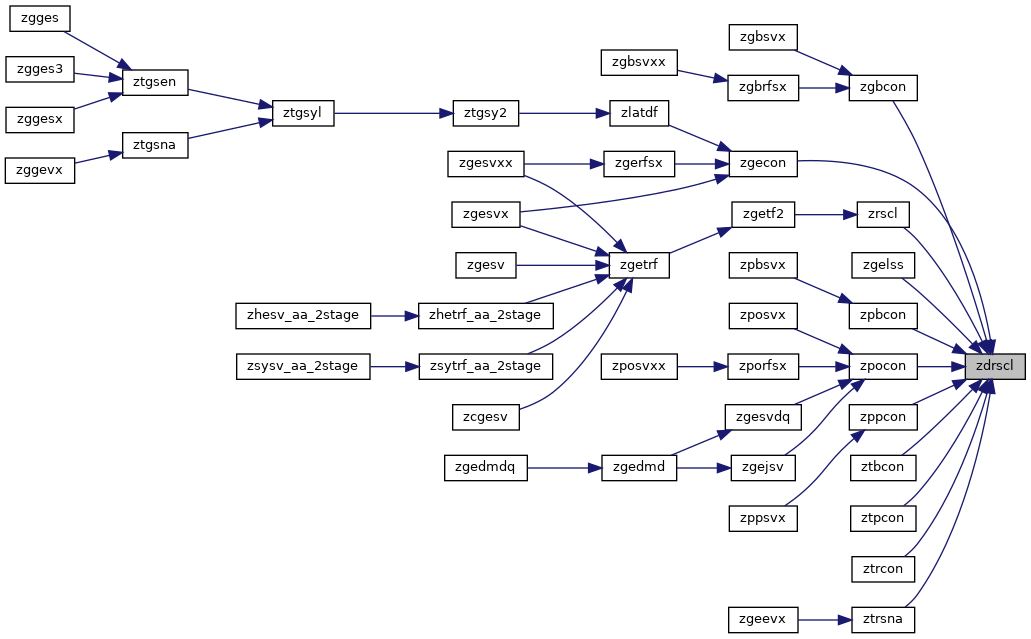 zgges
zgges3
zggesx
zggevx
ztgsen
ztgsna
ztgsyl
ztgsy2
zlatdf
zgbsvxx
zgbsvx
zgbrfsx
zgbcon
zgecon
zgerfsx
zgesvxx
zgesvx
zgesv
zgetrf
zgetf2
zrscl
zhesv_aa_2stage
zhetrf_aa_2stage
zsysv_aa_2stage
zsytrf_aa_2stage
zcgesv
zpbsvx
zgelss
zposvx
zpbcon
zposvxx
zporfsx
zpocon
zdrscl
zgesvdq
zppcon
zgedmdq
zgedmd
zgejsv
ztbcon
zppsvx
ztpcon
ztrcon
zgeevx
ztrsna